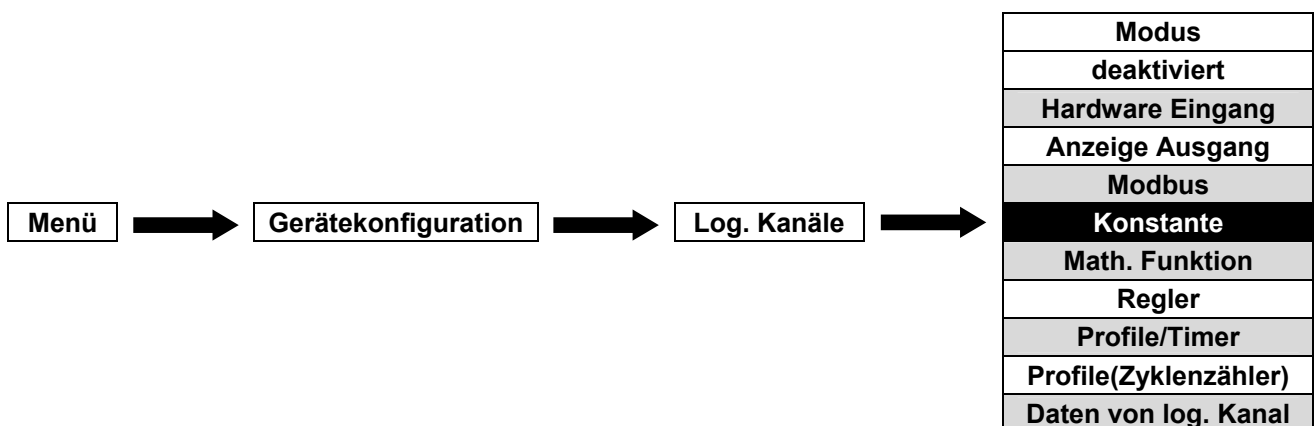 Menü
Gerätekonfiguration
Log. Kanäle
Modus
deaktiviert
Hardware Eingang
Anzeige Ausgang
Modbus
Konstante
Math. Funktion
Regler
Profile/Timer
Profile(Zyklenzähler)
Daten von log. Kanal